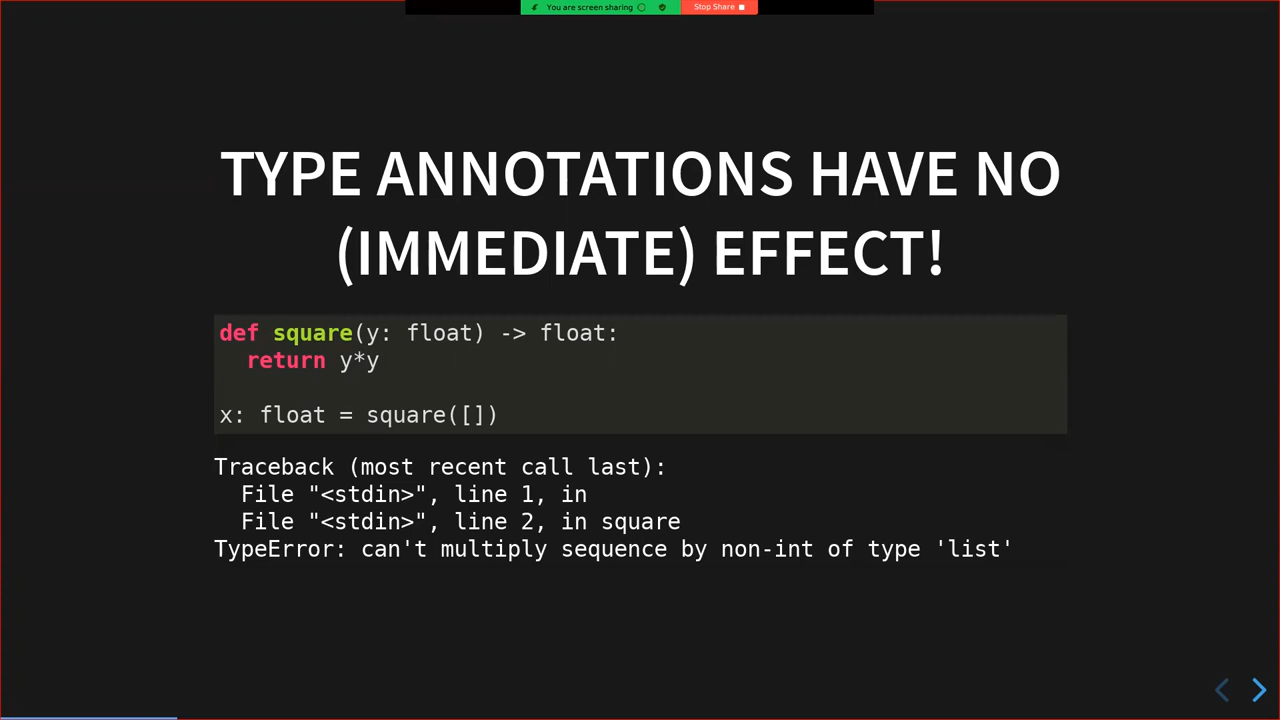 You are screen sharing
Stop Share
TYPE ANNOTATIONS HAVE NO
(IMMEDIATE) EFFECT!
def square(y: float) -> float:
  return y*y
x: float = square([])
Traceback (most recent call last):
  File "<stdin>", line 1, in
  File "<stdin>", line 2, in square
TypeError: can't multiply sequence by non-int of type 'list'